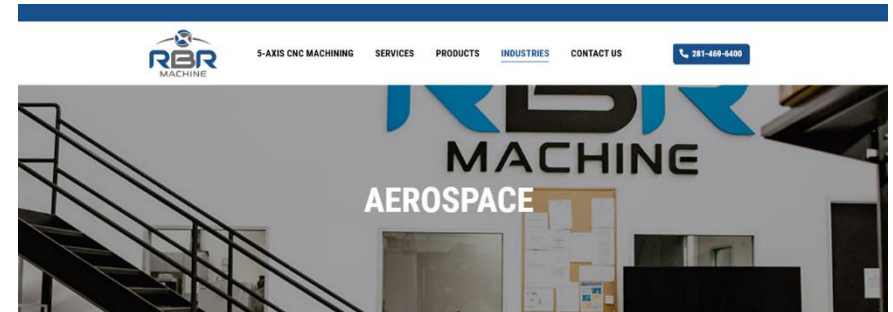 RBR
MACHINE
5-AXIS CNC MACHINING
SERVICES
PRODUCTS
INDUSTRIES
CONTACT US
281-469-6400
RBR
MACHINE
AEROSPACE